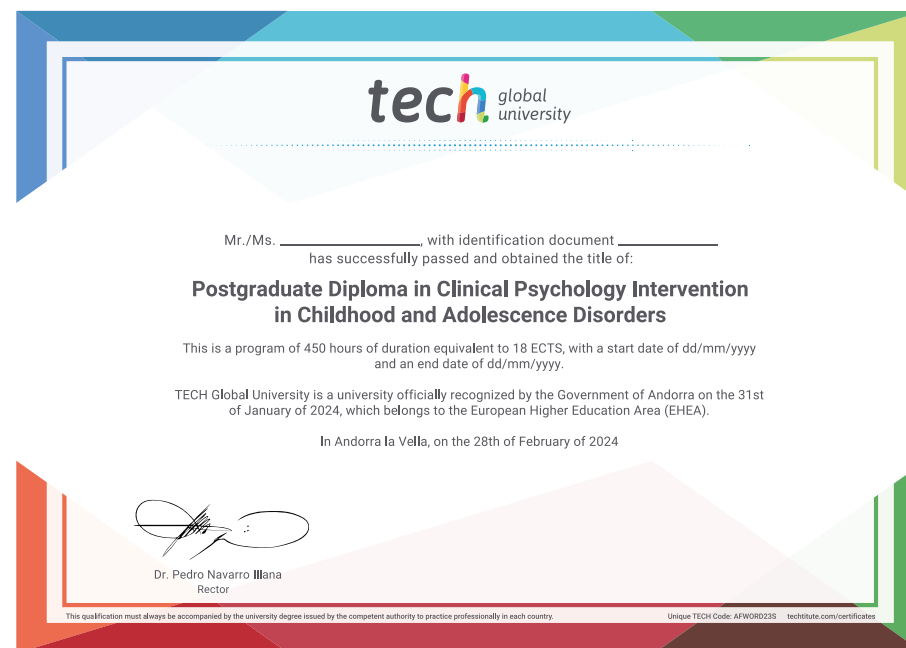 tech global university
Mr./Ms. ____________________, with identification document ______________
has successfully passed and obtained the title of:
Postgraduate Diploma in Clinical Psychology Intervention
in Childhood and Adolescence Disorders
This is a program of 450 hours of duration equivalent to 18 ECTS, with a start date of dd/mm/yyyy
and an end date of dd/mm/yyyy.
TECH Global University is a university officially recognized by the Government of Andorra on the 31st
of January of 2024, which belongs to the European Higher Education Area (EHEA).
In Andorra la Vella, on the 28th of February of 2024
Dr. Pedro Navarro Illana
Rector
This qualification must always be accompanied by the university degree issued by the competent authority to practice professionally in each country.
Unique TECH Code: AFWORD23S techtitute.com/certificates